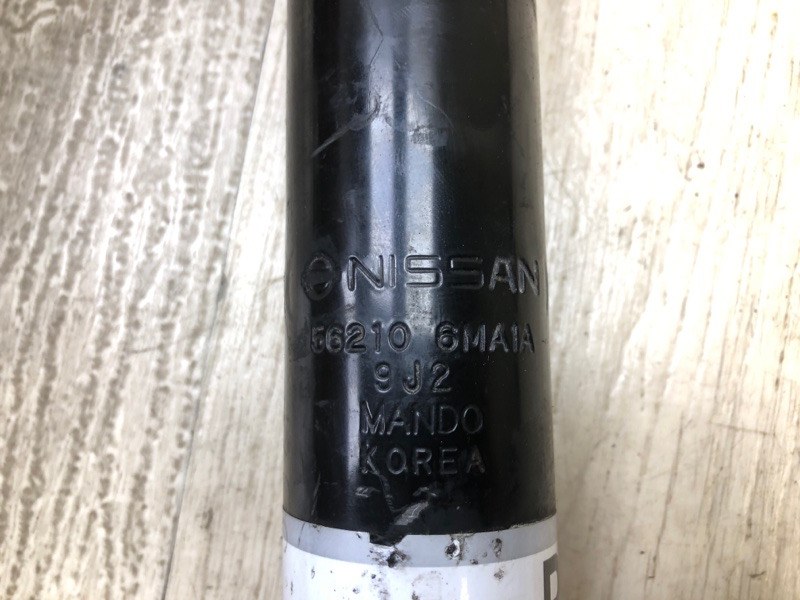 NISSAN
56210 6MA1A
9J2
MANDO
KOREA